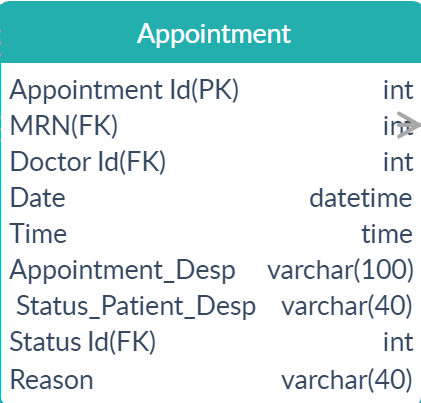 Appointment
Appointment Id(PK) int
MRN(FK) int
Doctor Id(FK) int
Date datetime
Time time
Appointment_Desp varchar(100)
Status_Patient_Desp varchar(40)
Status Id(FK) int
Reason varchar(40)